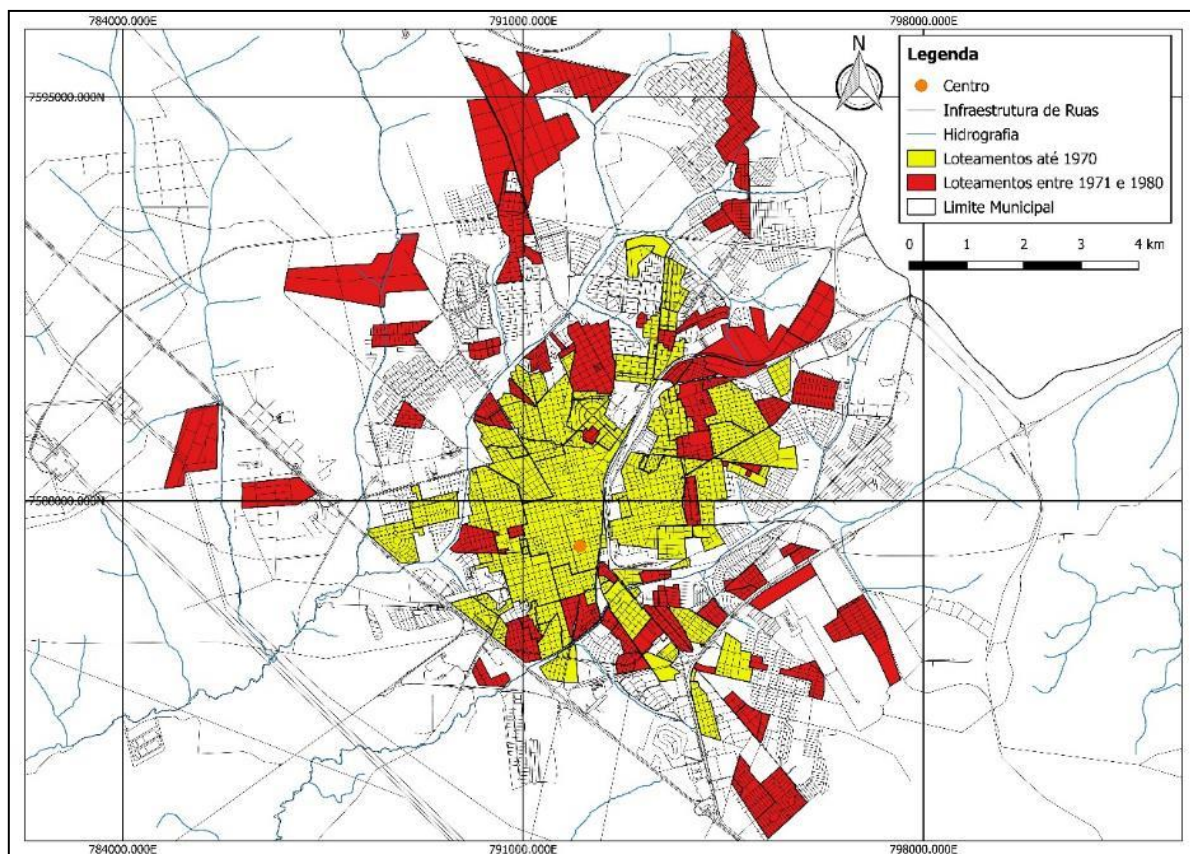 784000.000E
791000.000E
798000.000E
7595000.000N
N
Legenda
Centro
Infraestrutura de Ruas
Hidrografia
Loteamentos até 1970
Loteamentos entre 1971 e 1980
Limite Municipal
0 1 2 3 4 km
784000.000E
791000.000E
798000.000E